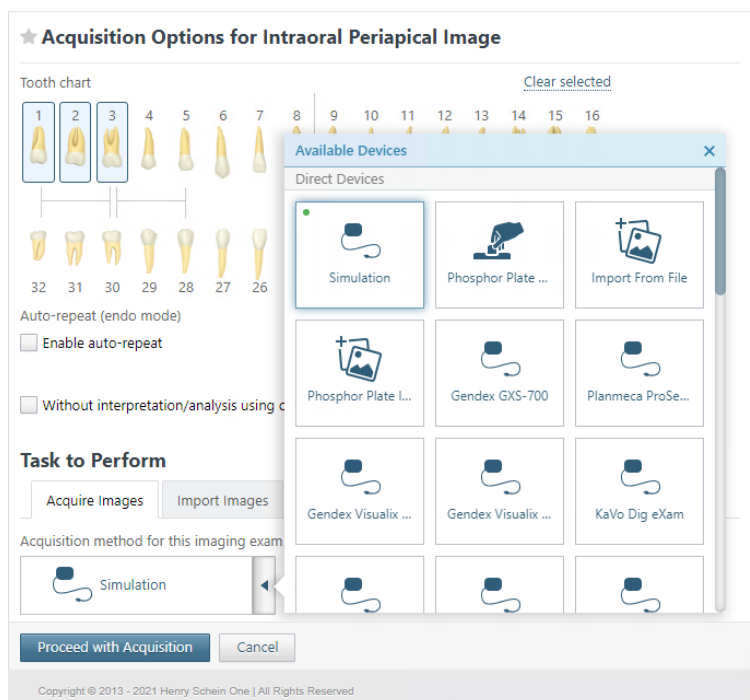 Acquisition Options for Intraoral Periapical Image
Tooth chart
Clear selected
1 2 3 4 5 6 7 8 9 10 11 12 13 14 15 16
Available Devices
Direct Devices
Simulation
Phosphor Plate ...
Import From File
32 31 30 29 28 27 26
Auto-repeat (endo mode)
Enable auto-repeat
Phosphor Plate I...
Gendex GXS-700
Planmeca ProSe...
Without interpretation/analysis using
Task to Perform
Acquire Images
Import Images
Gendex Visualix ...
Gendex Visualix ...
KaVo Dig eXam
Acquisition method for this imaging exam
Simulation
Proceed with Acquisition
Cancel
Copyright © 2013 - 2021 Henry Schein One | All Rights Reserved